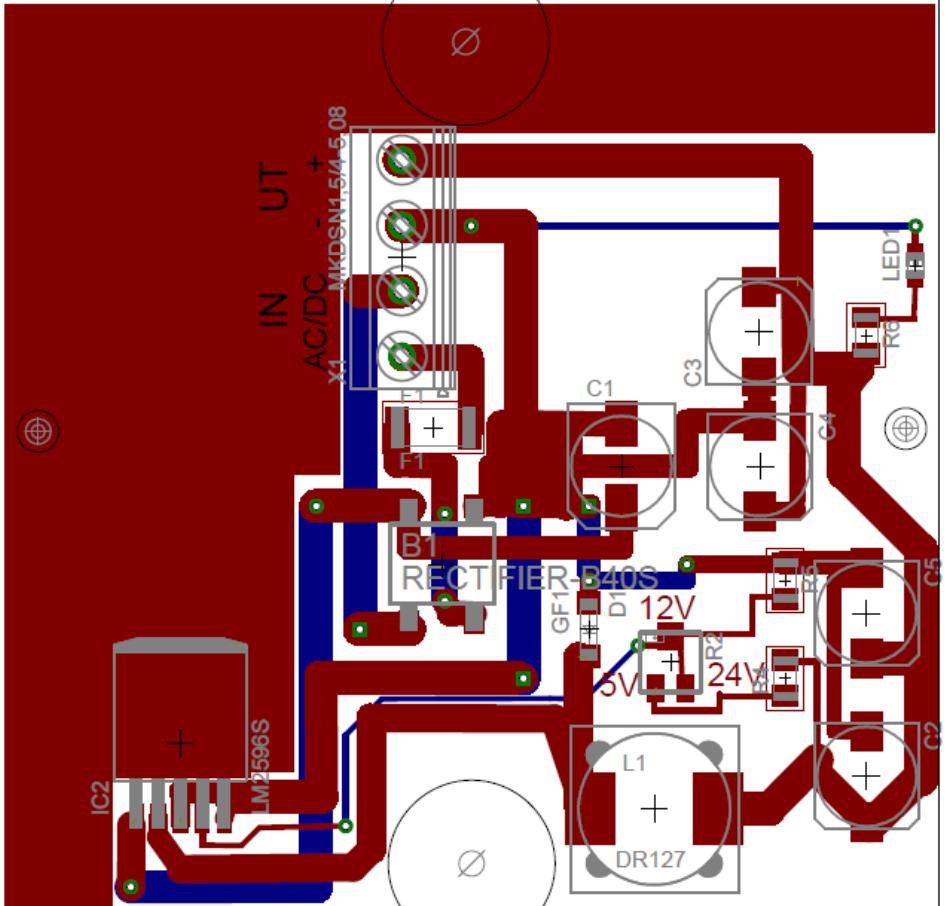 MKDSN1,5/4-5,08
UT
+
-
IN
AC/DC
X1
LED1
R6
C3
C1
C4
F1
F1
B1
RECTIFIER-B40S
GF1
D1
12V
R2
5V
24V
R5
R4
C5
C2
IC2
LM2596S
L1
DR127